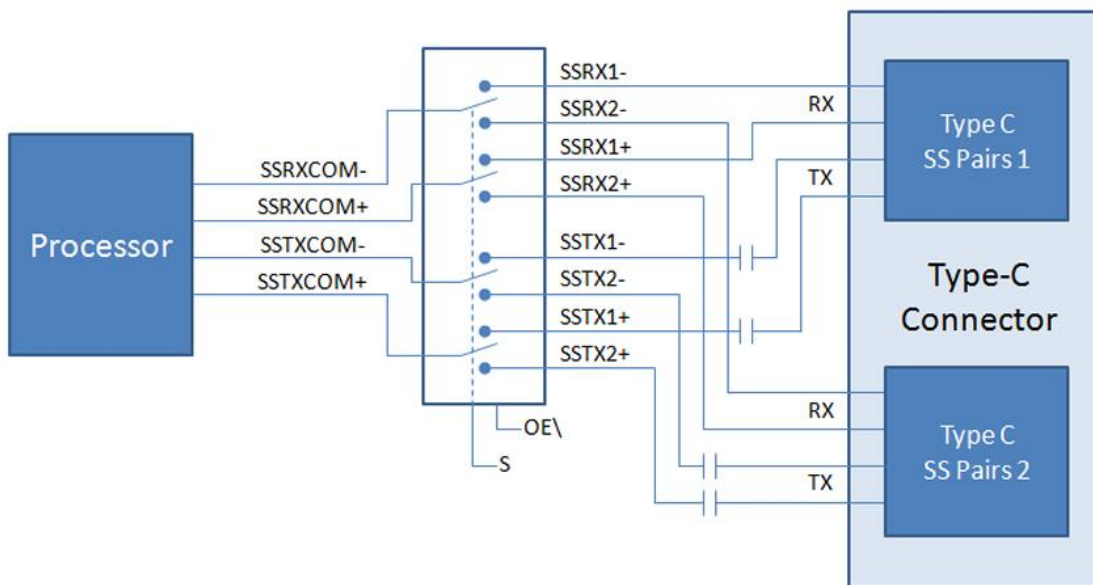 Processor
SSRXCOM-
SSRXCOM+
SSTXCOM-
SSTXCOM+
SSRX1-
SSRX2-
SSRX1+
SSRX2+
SSTX1-
SSTX2-
SSTX1+
SSTX2+
OE\
S
RX
TX
Type C
SS Pairs 1
Type-C
Connector
RX
TX
Type C
SS Pairs 2